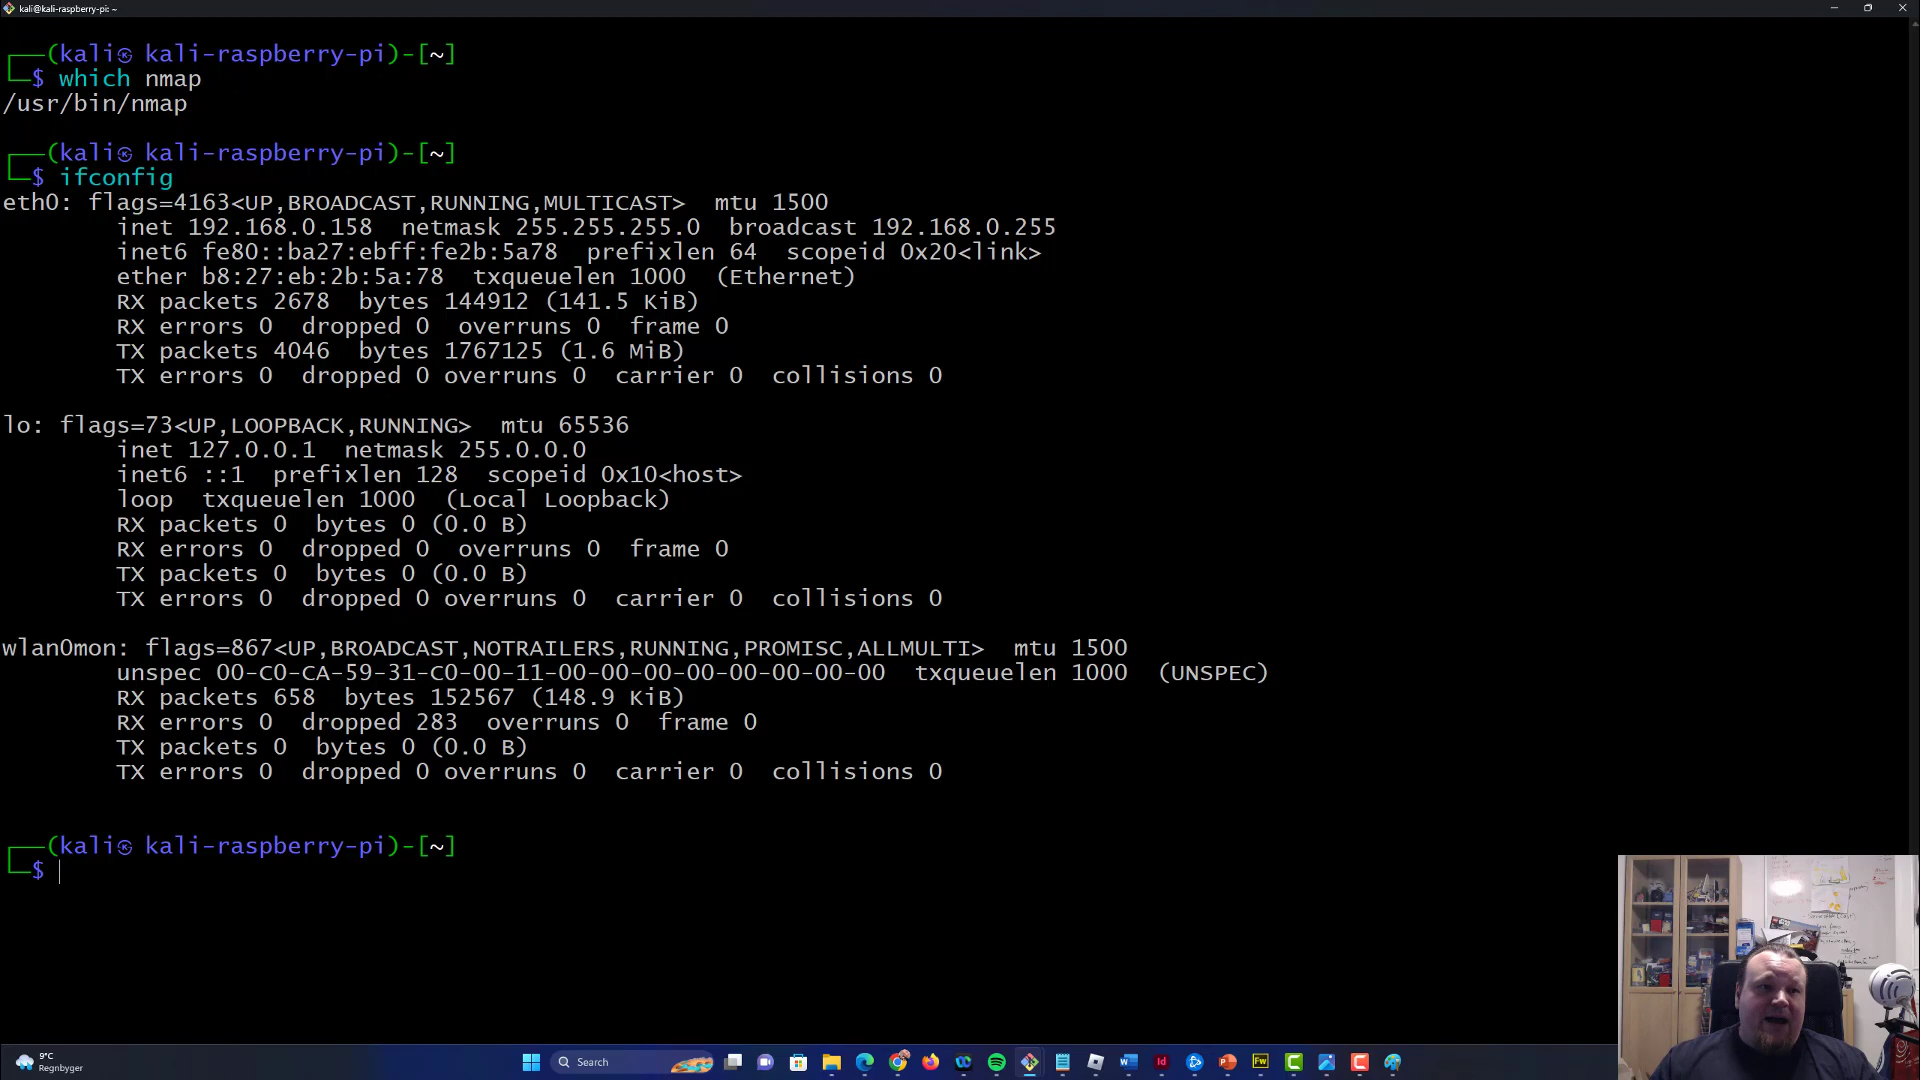 kali@kali-raspberry-pi: ~
(kali㉿ kali-raspberry-pi)-[~]
$ which nmap
/usr/bin/nmap
(kali㉿ kali-raspberry-pi)-[~]
$ ifconfig
eth0: flags=4163<UP,BROADCAST,RUNNING,MULTICAST>  mtu 1500
inet 192.168.0.158  netmask 255.255.255.0  broadcast 192.168.0.255
inet6 fe80::ba27:ebff:fe2b:5a78  prefixlen 64  scopeid 0x20<link>
ether b8:27:eb:2b:5a:78  txqueuelen 1000  (Ethernet)
RX packets 2678  bytes 144912 (141.5 KiB)
RX errors 0  dropped 0  overruns 0  frame 0
TX packets 4046  bytes 1767125 (1.6 MiB)
TX errors 0  dropped 0 overruns 0  carrier 0  collisions 0
lo: flags=73<UP,LOOPBACK,RUNNING>  mtu 65536
inet 127.0.0.1  netmask 255.0.0.0
inet6 ::1  prefixlen 128  scopeid 0x10<host>
loop  txqueuelen 1000  (Local Loopback)
RX packets 0  bytes 0 (0.0 B)
RX errors 0  dropped 0  overruns 0  frame 0
TX packets 0  bytes 0 (0.0 B)
TX errors 0  dropped 0 overruns 0  carrier 0  collisions 0
wlan0mon: flags=867<UP,BROADCAST,NOTRAILERS,RUNNING,PROMISC,ALLMULTI>  mtu 1500
unspec 00-C0-CA-59-31-C0-00-11-00-00-00-00-00-00-00-00  txqueuelen 1000  (UNSPEC)
RX packets 658  bytes 152567 (148.9 KiB)
RX errors 0  dropped 283  overruns 0  frame 0
TX packets 0  bytes 0 (0.0 B)
TX errors 0  dropped 0 overruns 0  carrier 0  collisions 0
(kali㉿ kali-raspberry-pi)-[~]
$
9°C
Regnbyger
Search
Id
Fw